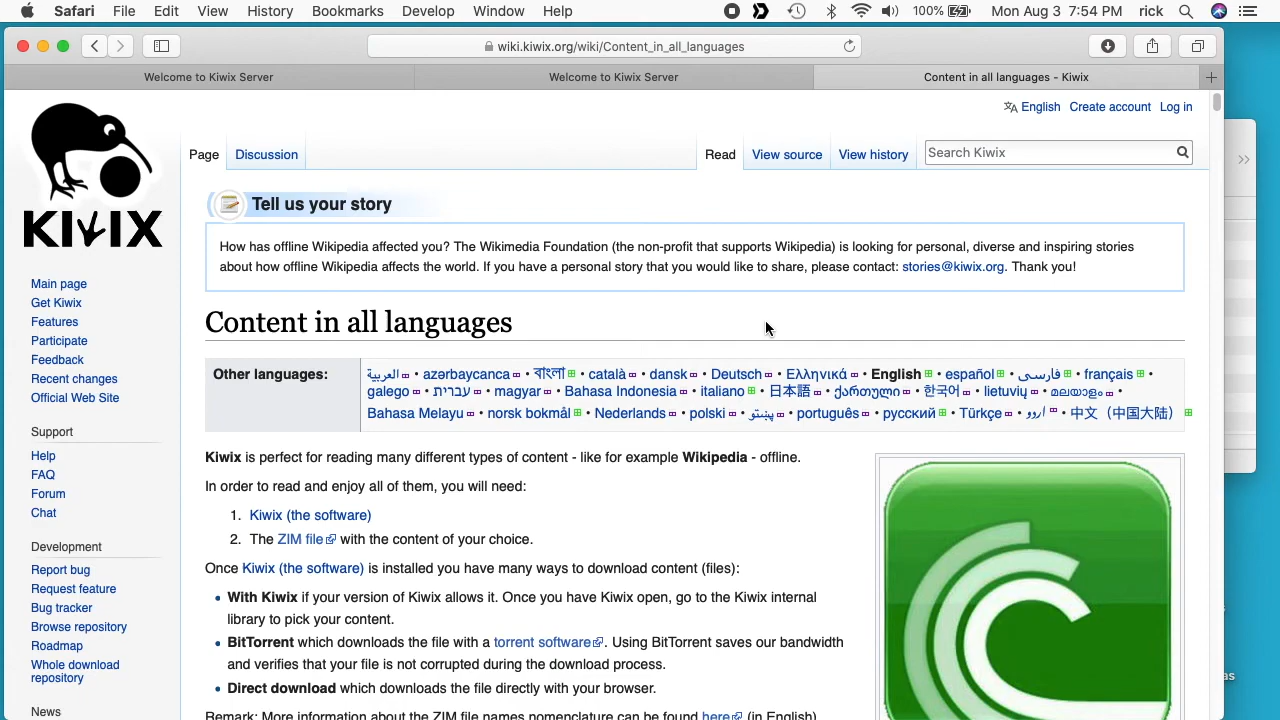 Safari File Edit View History Bookmarks Develop Window Help 100% Mon Aug 3 7:54 PM rick
wiki.kiwix.org/wiki/Content_in_all_languages
Welcome to Kiwix Server Welcome to Kiwix Server Content in all languages - Kiwix
English Create account Log in
KIWIX
Page Discussion Read View source View history Search Kiwix
Tell us your story
How has offline Wikipedia affected you? The Wikimedia Foundation (the non-profit that supports Wikipedia) is looking for personal, diverse and inspiring stories
about how offline Wikipedia affects the world. If you have a personal story that you would like to share, please contact: stories@kiwix.org. Thank you!
Main page
Get Kiwix
Features
Participate
Feedback
Recent changes
Official Web Site
Content in all languages
Other languages:
العربية • azərbaycanca • বাংলা • català • dansk • Deutsch • Ελληνικά • English • español • فارسی • français •
galego • עברית • magyar • Bahasa Indonesia • italiano • 日本語 • ქართული • 한국어 • lietuvių • മലയാളം •
Bahasa Melayu • norsk bokmål • Nederlands • polski • پښتو • português • русский • Türkçe • اردو • 中文（中国大陆）
Support
Help
FAQ
Forum
Chat
Kiwix is perfect for reading many different types of content - like for example Wikipedia - offline.
In order to read and enjoy all of them, you will need:
1. Kiwix (the software)
2. The ZIM file with the content of your choice.
Development
Report bug
Request feature
Bug tracker
Browse repository
Roadmap
Whole download
repository
News
Once Kiwix (the software) is installed you have many ways to download content (files):
• With Kiwix if your version of Kiwix allows it. Once you have Kiwix open, go to the Kiwix internal
library to pick your content.
• BitTorrent which downloads the file with a torrent software. Using BitTorrent saves our bandwidth
and verifies that your file is not corrupted during the download process.
• Direct download which downloads the file directly with your browser.
Remark: More information about the ZIM file names nomenclature can be found here (in English)